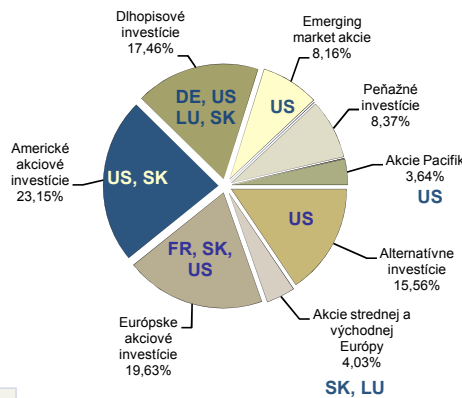 Dlhopisové
investície
17,46%
DE, US
LU, SK
Emerging
market akcie
8,16%
US
Peňažné
investície
8,37%
Akcie Pacifik
3,64%
US
Alternatívne
investície
15,56%
US
Akcie strednej a
východnej
Európy
4,03%
SK, LU
Európske
akciové
investície
19,63%
FR, SK,
US
Americké
akciové
investície
23,15%
US, SK